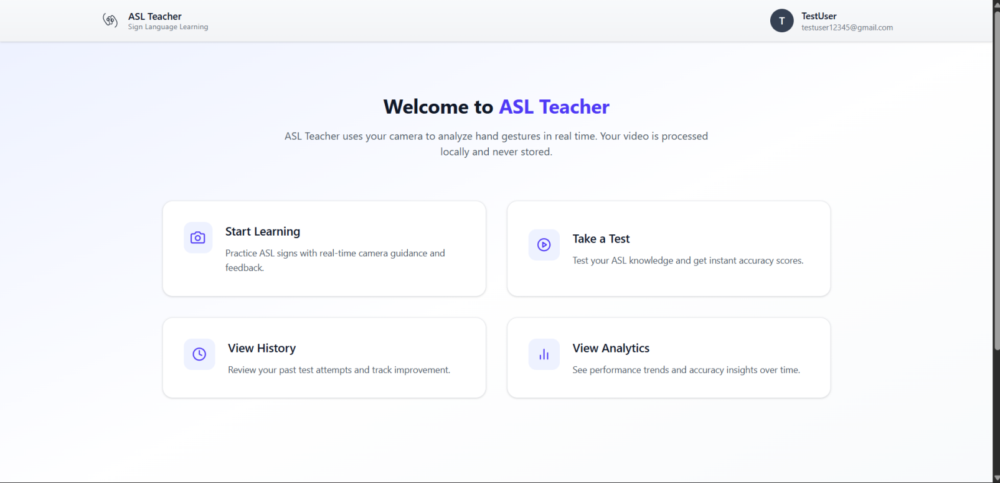 ASL Teacher
Sign Language Learning
T
TestUser
testuser12345@gmail.com
Welcome to ASL Teacher
ASL Teacher uses your camera to analyze hand gestures in real time. Your video is processed
locally and never stored.
Start Learning
Practice ASL signs with real-time camera guidance and
feedback.
Take a Test
Test your ASL knowledge and get instant accuracy scores.
View History
Review your past test attempts and track improvement.
View Analytics
See performance trends and accuracy insights over time.